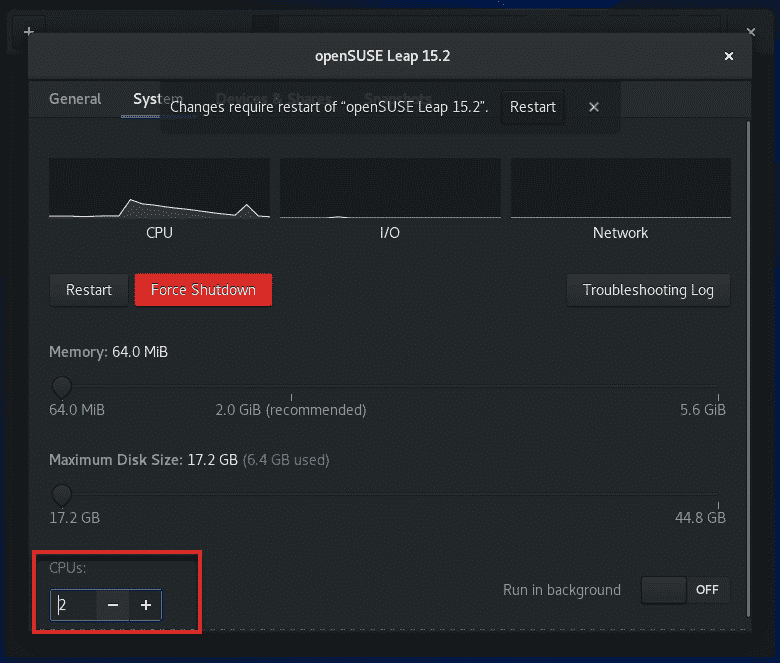 +
×
openSUSE Leap 15.2
×
General
System
Devices & Shares
Snapshots
Changes require restart of “openSUSE Leap 15.2”.
Restart
×
CPU
I/O
Network
Restart
Force Shutdown
Troubleshooting Log
Memory: 64.0 MiB
64.0 MiB
2.0 GiB (recommended)
5.6 GiB
Maximum Disk Size: 17.2 GB (6.4 GB used)
17.2 GB
44.8 GB
CPUs:
2
−
+
Run in background
OFF